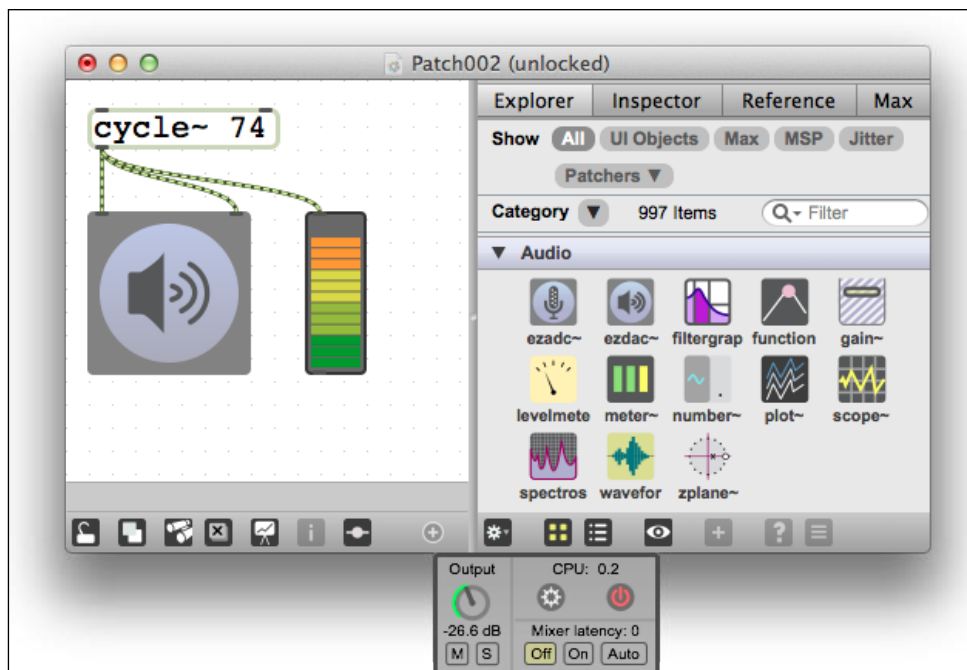 Patch002 (unlocked)
cycle~ 74
Explorer Inspector Reference Max
Show All UI Objects Max MSP Jitter
Patchers ▼
Category ▼ 997 Items Filter
▼ Audio
ezadc~ ezdac~ filtergrap function gain~
levelmete meter~ number~ plot~ scope~
spectros wavefor zplane~
Output CPU: 0.2
-26.6 dB Mixer latency: 0
M S Off On Auto